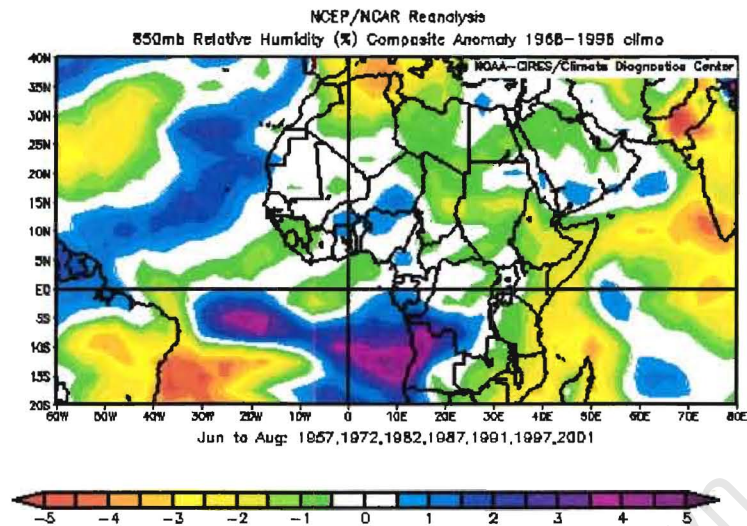 NCEP/NCAR Reanalysis
850mb Relative Humidity (%) Composite Anomaly 1968-1996 climo
NOAA-CIRES/Climate Diagnostics Center
40N
35N
30N
25N
20N
15N
10N
5N
EQ
5S
10S
15S
20S
60W 50W 40W 30W 20W 10W 0 10E 20E 30E 40E 50E 60E 70E 80E
Jun to Aug: 1957,1972,1982,1987,1991,1997,2001
-5 -4 -3 -2 -1 0 1 2 3 4 5